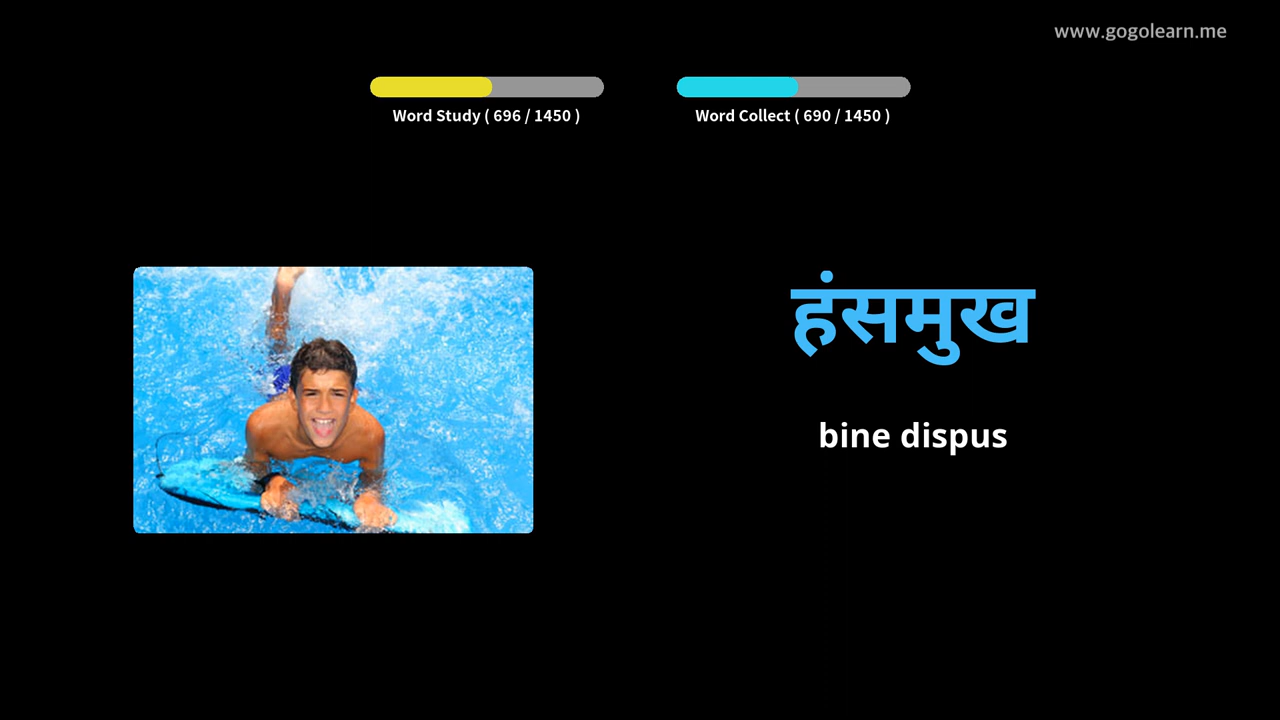 www.gogolearn.me
Word Study ( 696 / 1450 )
Word Collect ( 690 / 1450 )
हंसमुख
bine dispus